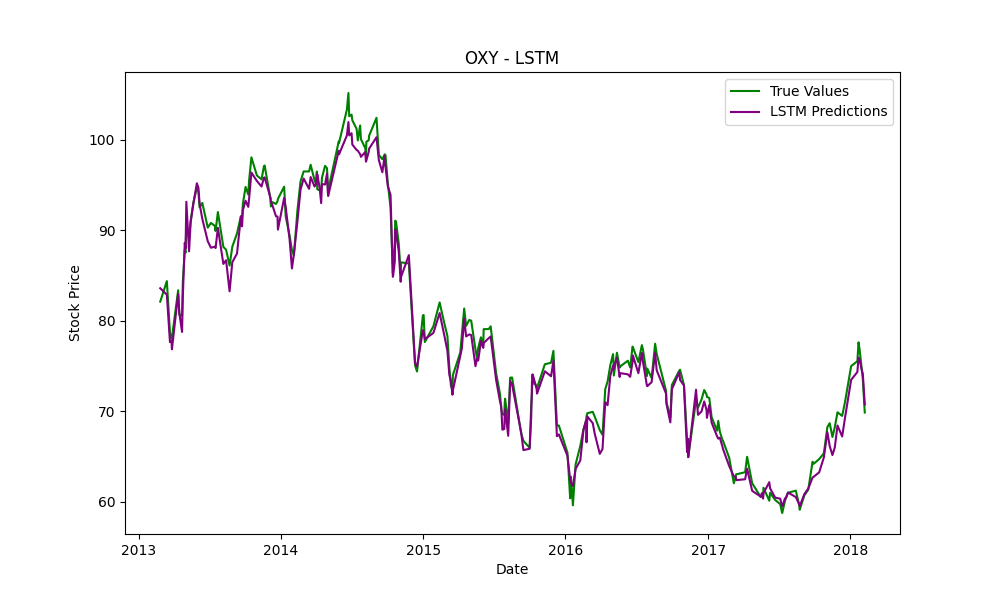 OXY - LSTM
True Values
LSTM Predictions
Stock Price
100
90
80
70
60
2013
2014
2015
2016
2017
2018
Date